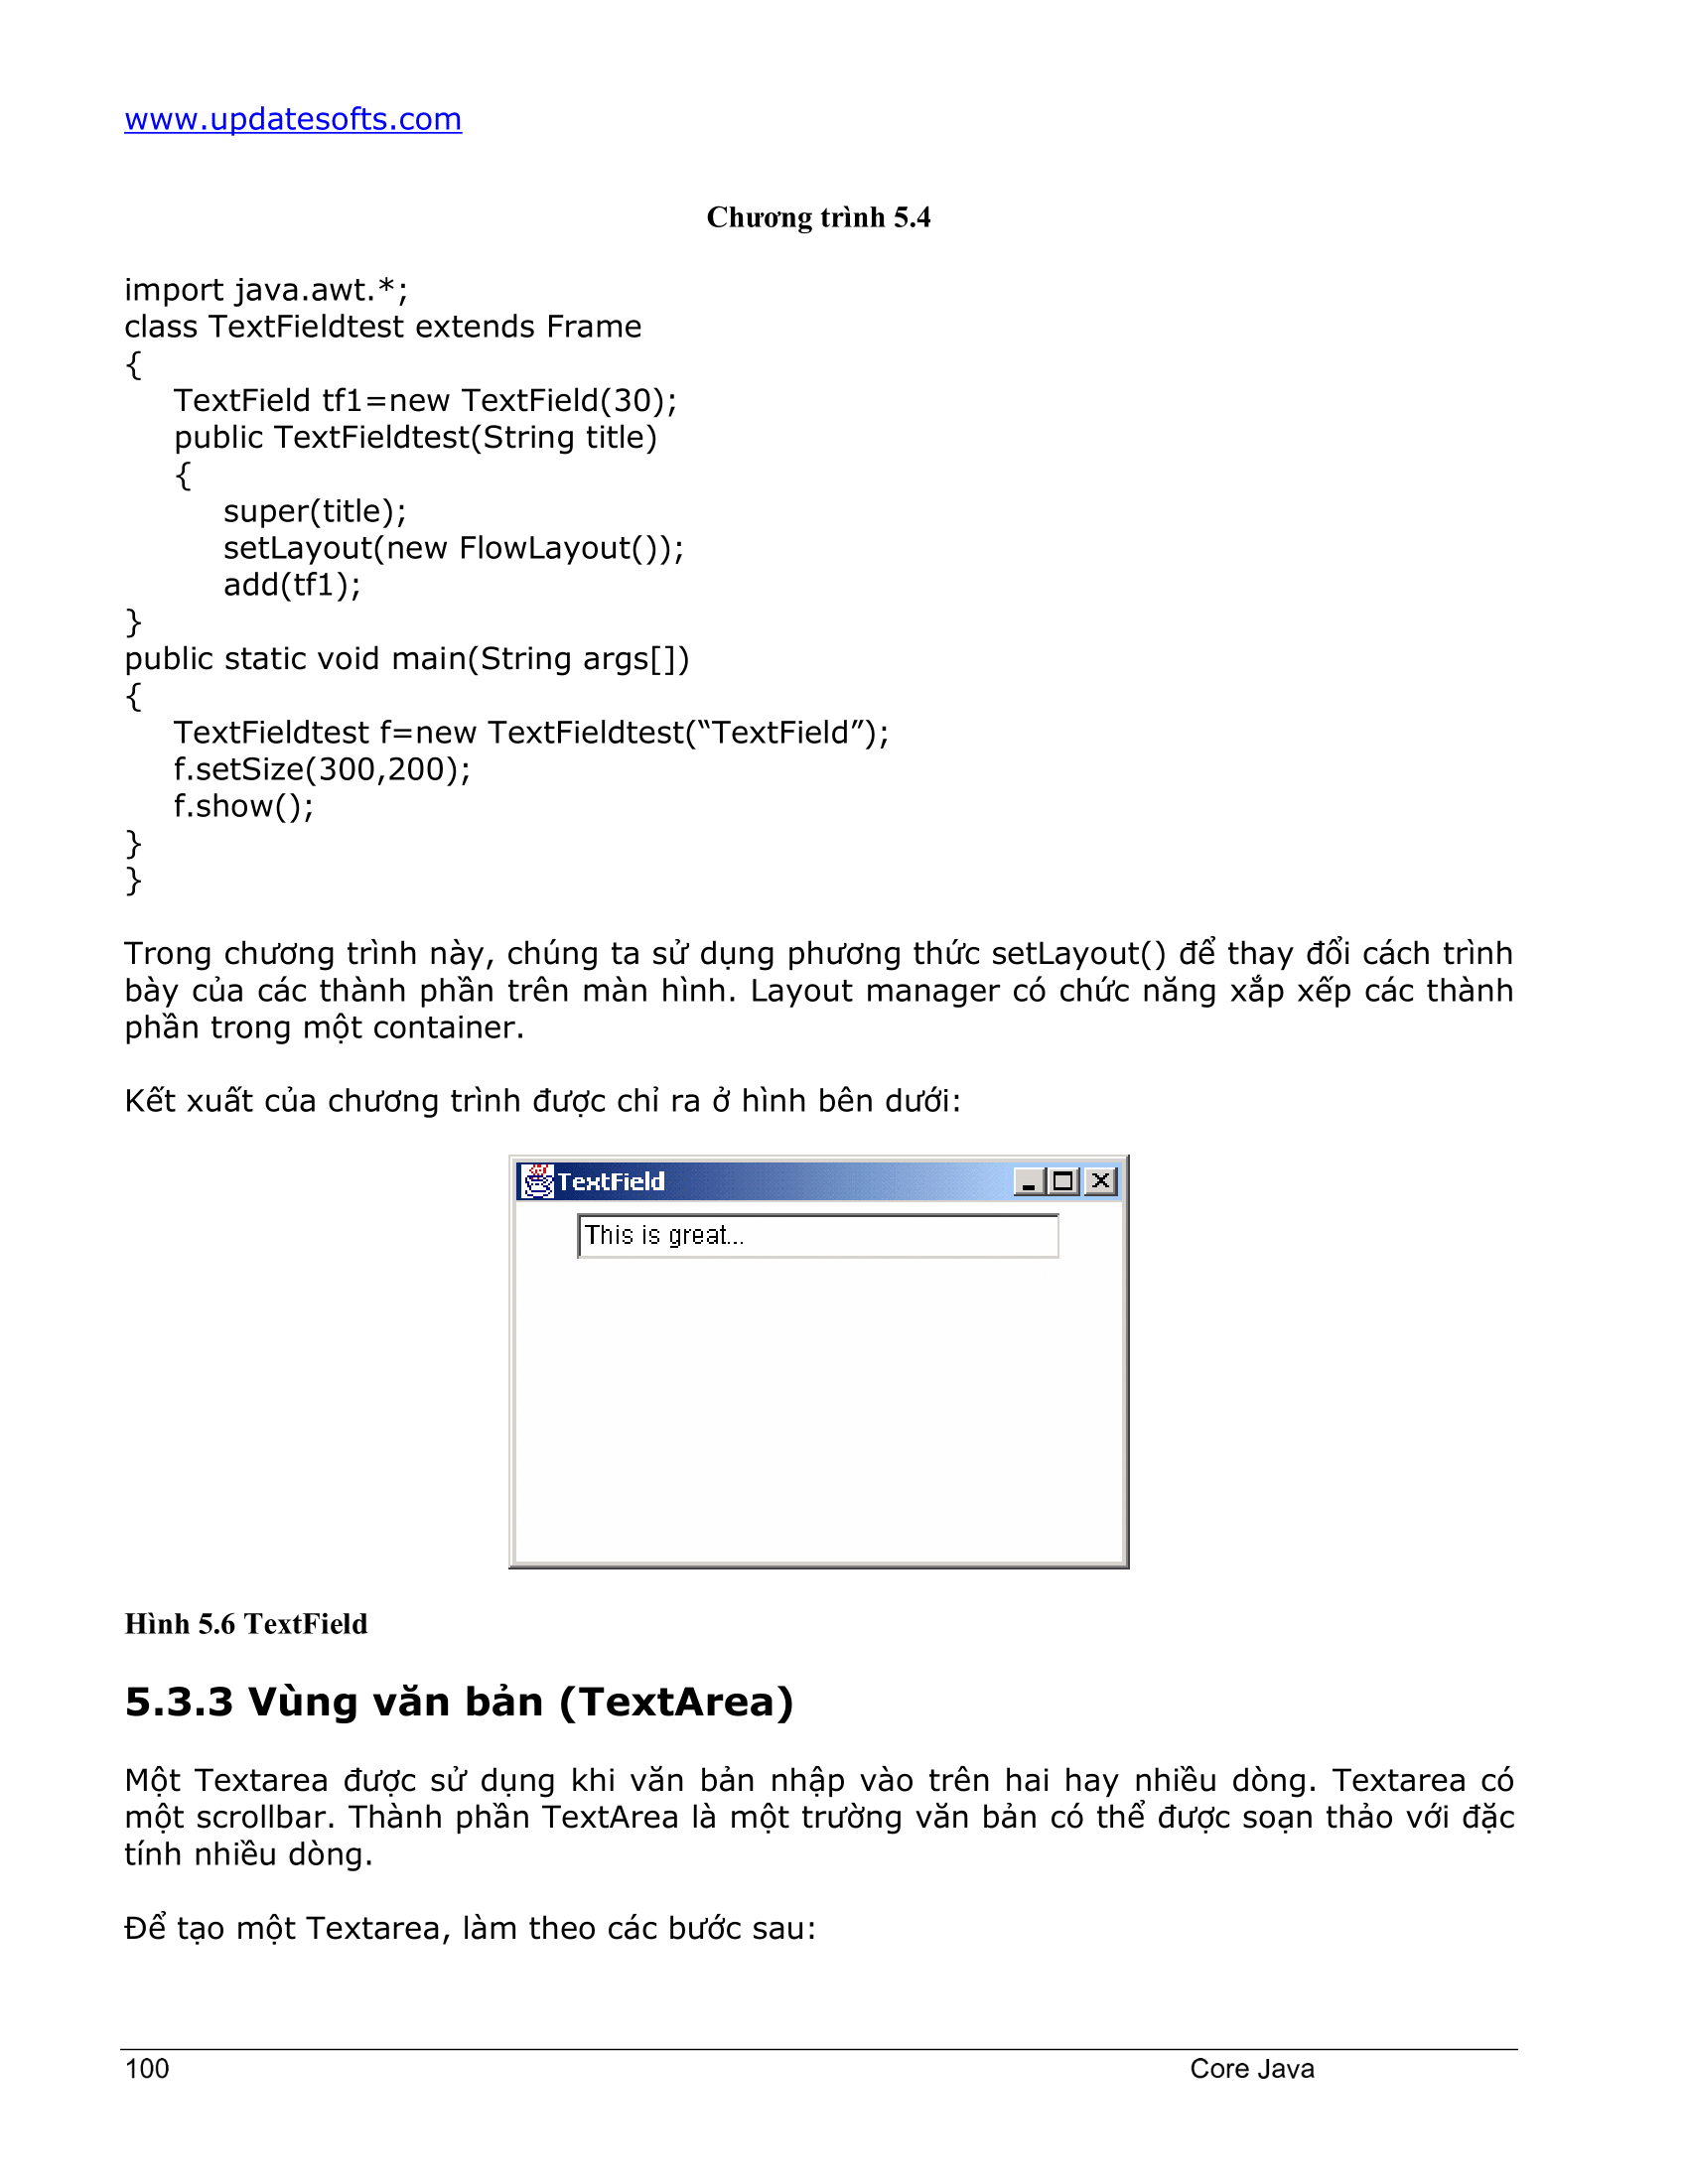 www.updatesofts.com
Chương trình 5.4
import java.awt.*;
class TextFieldtest extends Frame
{
TextField tf1=new TextField(30);
public TextFieldtest(String title)
{
super(title);
setLayout(new FlowLayout());
add(tf1);
}
public static void main(String args[])
{
TextFieldtest f=new TextFieldtest(“TextField”);
f.setSize(300,200);
f.show();
}
}
Trong chương trình này, chúng ta sử dụng phương thức setLayout() để thay đổi cách trình
bày của các thành phần trên màn hình. Layout manager có chức năng xắp xếp các thành
phần trong một container.
Kết xuất của chương trình được chỉ ra ở hình bên dưới:
TextField
This is great...
Hình 5.6 TextField
5.3.3 Vùng văn bản (TextArea)
Một Textarea được sử dụng khi văn bản nhập vào trên hai hay nhiều dòng. Textarea có
một scrollbar. Thành phần TextArea là một trường văn bản có thể được soạn thảo với đặc
tính nhiều dòng.
Để tạo một Textarea, làm theo các bước sau:
100 Core Java